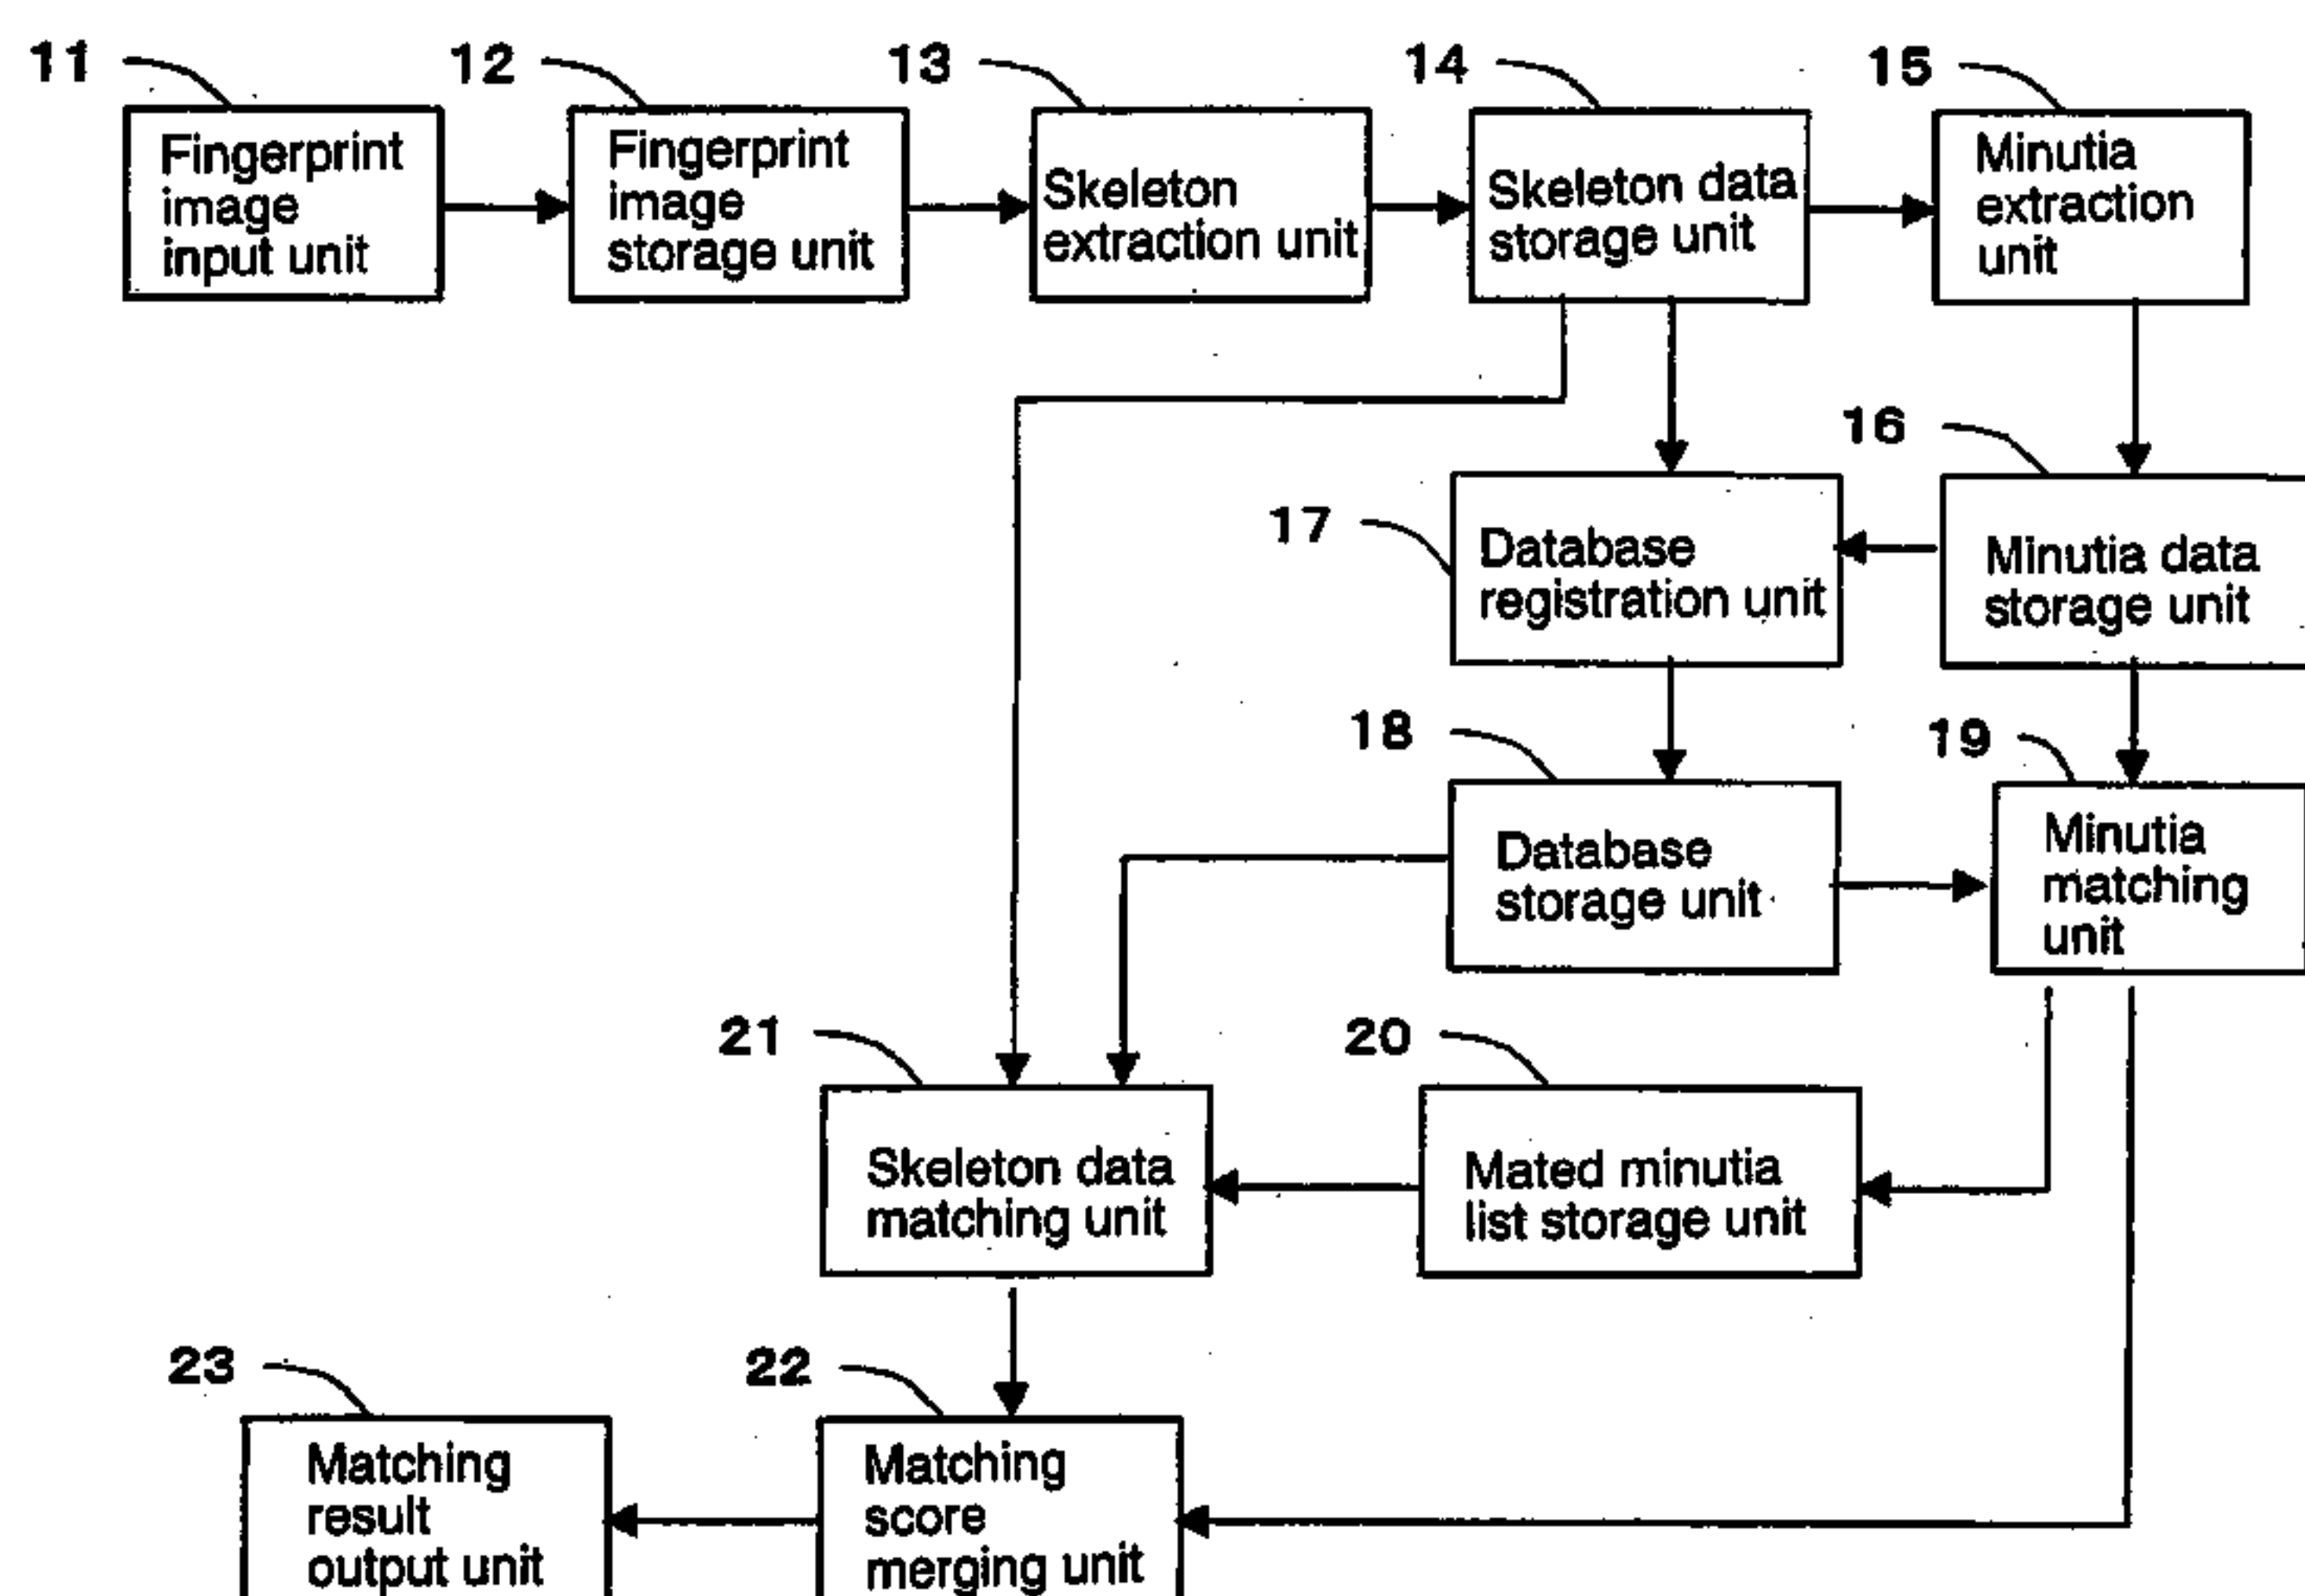 11
12
13
14
15
Fingerprint
image
input unit
Fingerprint
image
storage unit
Skeleton
extraction unit
Skeleton data
storage unit
Minutia
extraction
unit
16
17
Database
registration unit
Minutia data
storage unit
18
19
Database
storage unit
Minutia
matching
unit
21
20
Skeleton data
matching unit
Mated minutia
list storage unit
23
22
Matching
result
output unit
Matching
score
merging unit